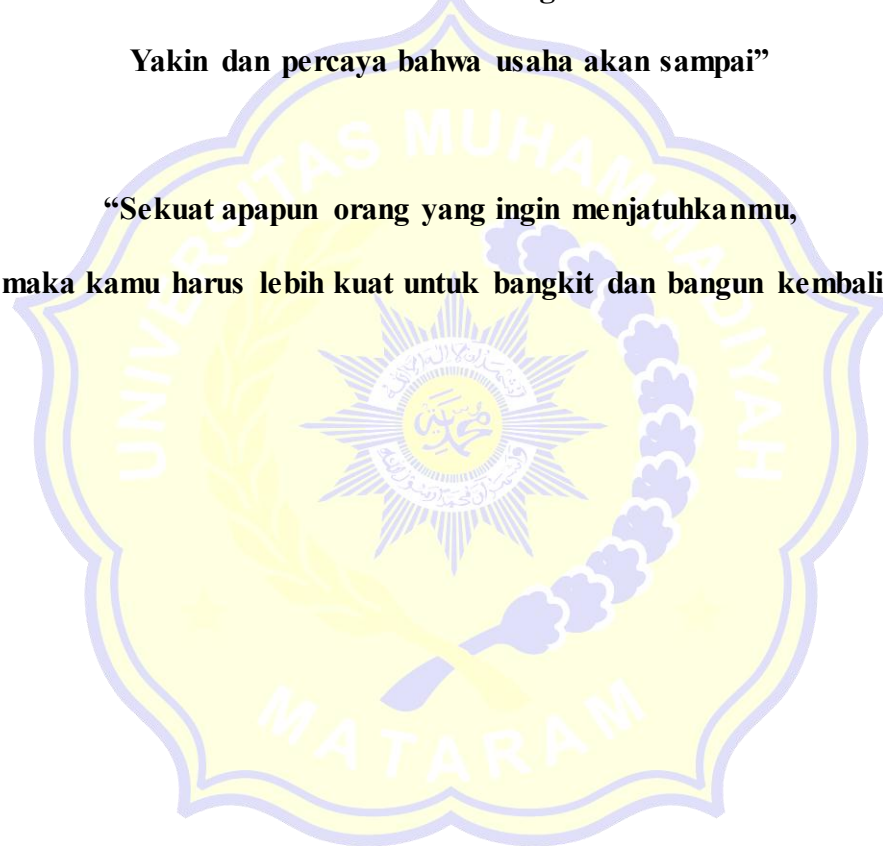 Yakin dan percaya bahwa usaha akan sampai”
“Sekuat apapun orang yang ingin menjatuhkanmu,
maka kamu harus lebih kuat untuk bangkit dan bangun kembali
UNIVERSITAS MUHAMMADIYAH
MATARAM